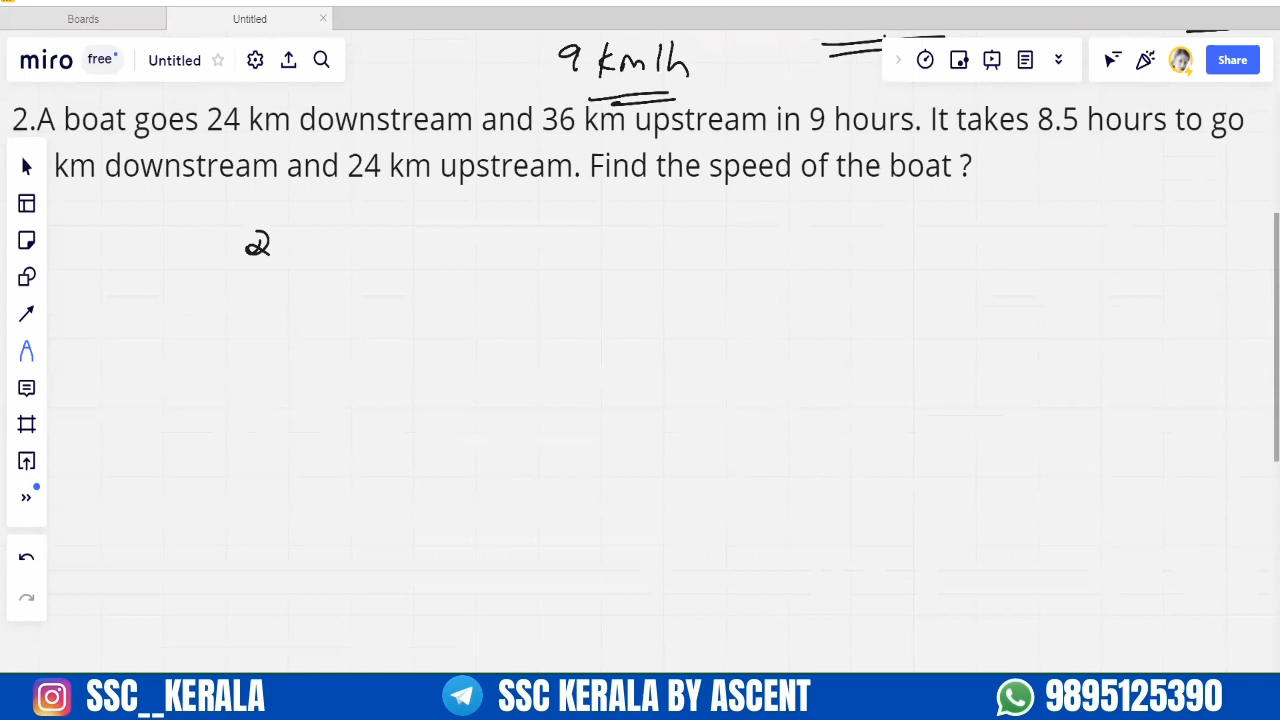 Boards Untitled
miro free Untitled Share
9 km/h
2.A boat goes 24 km downstream and 36 km upstream in 9 hours. It takes 8.5 hours to go
km downstream and 24 km upstream. Find the speed of the boat ?
2
SSC__KERALA SSC KERALA BY ASCENT 9895125390